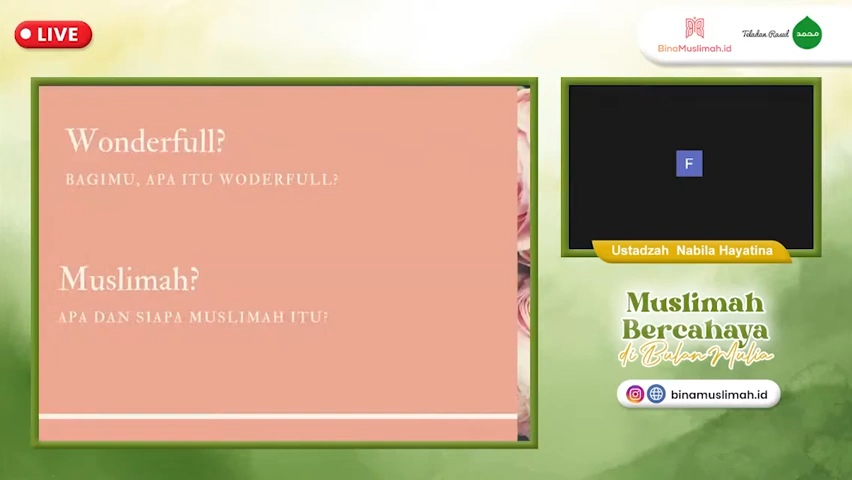 LIVE
BinaMuslimah.id
Teladan Rasul
محمد
Wonderfull?
BAGIMU, APA ITU WODERFULL?
Muslimah?
APA DAN SIAPA MUSLIMAH ITU?
F
Ustadzah Nabila Hayatina
Muslimah
Bercahaya
di Bulan Mulia
binamuslimah.id